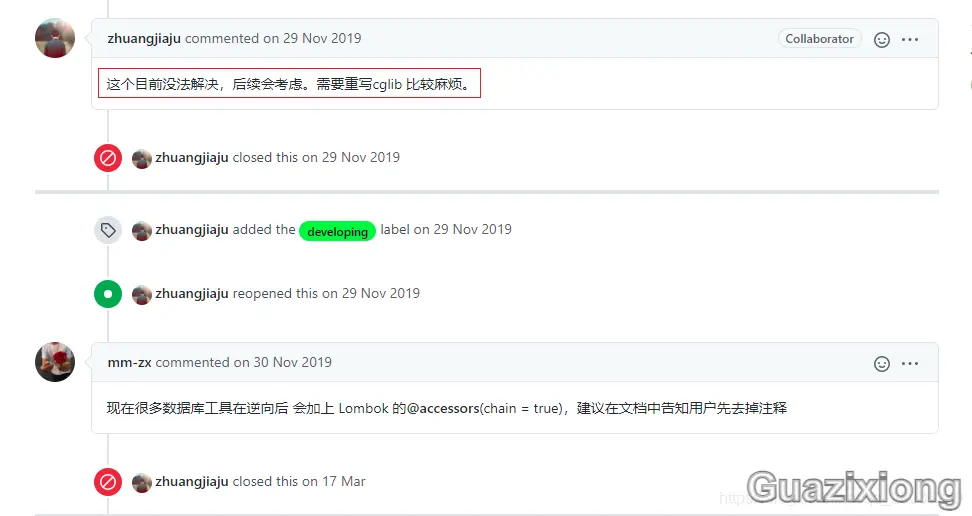 zhuangjiaju commented on 29 Nov 2019 Collaborator
这个目前没法解决，后续会考虑。需要重写cglib 比较麻烦。
zhuangjiaju closed this on 29 Nov 2019
zhuangjiaju added the developing label on 29 Nov 2019
zhuangjiaju reopened this on 29 Nov 2019
mm-zx commented on 30 Nov 2019
现在很多数据库工具在逆向后 会加上 Lombok 的@accessors(chain = true)，建议在文档中告知用户先去掉注释
zhuangjiaju closed this on 17 Mar
Guazixiong